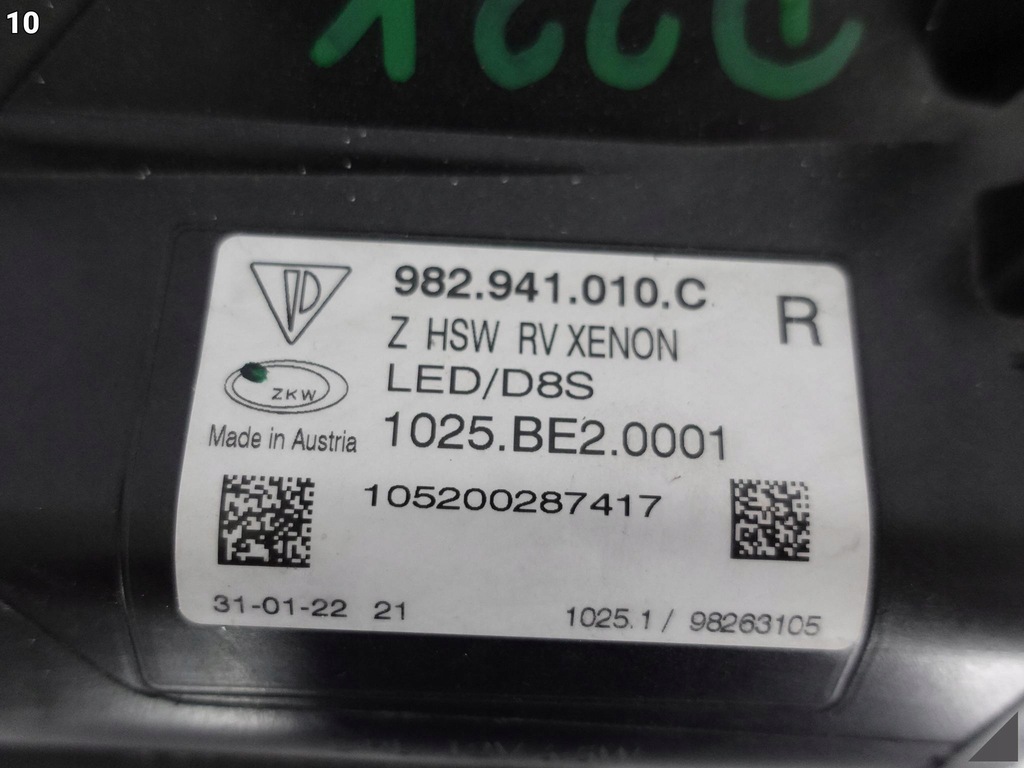 10
982.941.010.C
R
Z HSW RV XENON
ZKW
LED/D8S
Made in Austria
1025.BE2.0001
105200287417
31-01-22 21
1025.1 / 98263105